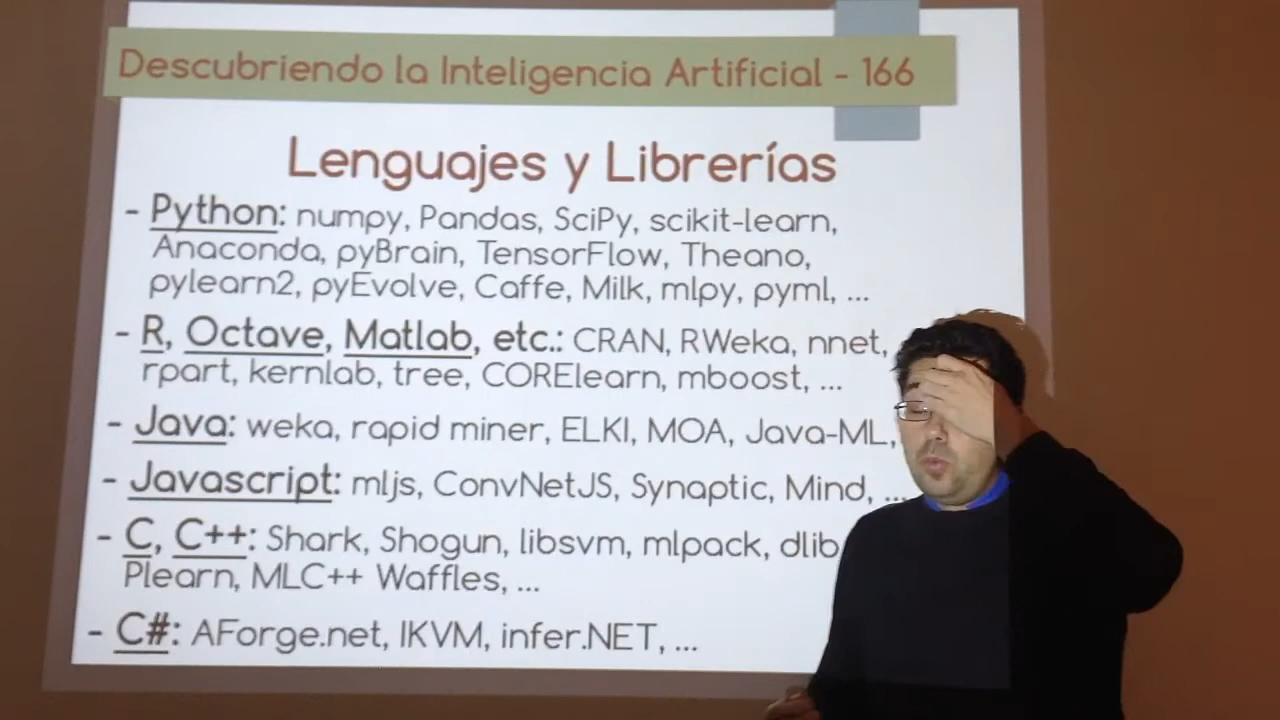 Descubriendo la Inteligencia Artificial - 166
Lenguajes y Librerías
- Python: numpy, Pandas, SciPy, scikit-learn,
Anaconda, pyBrain, TensorFlow, Theano,
pylearn2, pyEvolve, Caffe, Milk, mlpy, pyml, ...
- R, Octave, Matlab, etc.: CRAN, RWeka, nnet,
rpart, kernlab, tree, CORElearn, mboost, ...
- Java: weka, rapid miner, ELKI, MOA, Java-ML,
- Javascript: mljs, ConvNetJS, Synaptic, Mind, ...
- C, C++: Shark, Shogun, libsvm, mlpack, dlib
Plearn, MLC++ Waffles, ...
- C#: AForge.net, IKVM, infer.NET, ...